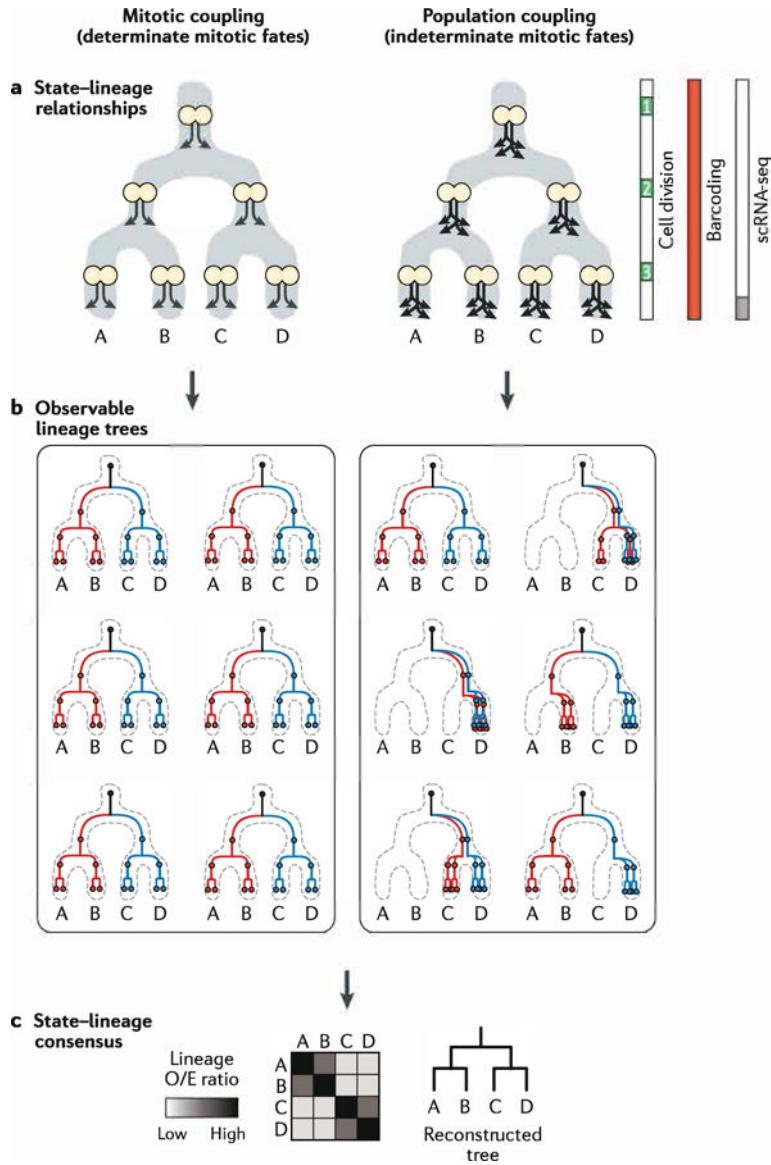 Mitotic coupling
(determinate mitotic fates)
Population coupling
(indeterminate mitotic fates)
a State–lineage
relationships
1
2
3
Cell division
Barcoding
scRNA-seq
A B C D
A B C D
b Observable
lineage trees
A B C D
A B C D
A B C D
A B C D
A B C D
A B C D
A B C D
A B C D
A B C D
A B C D
A B C D
A B C D
c State–lineage
consensus
Lineage
O/E ratio
Low High
A B C D
A
B
C
D
A B C D
Reconstructed
tree